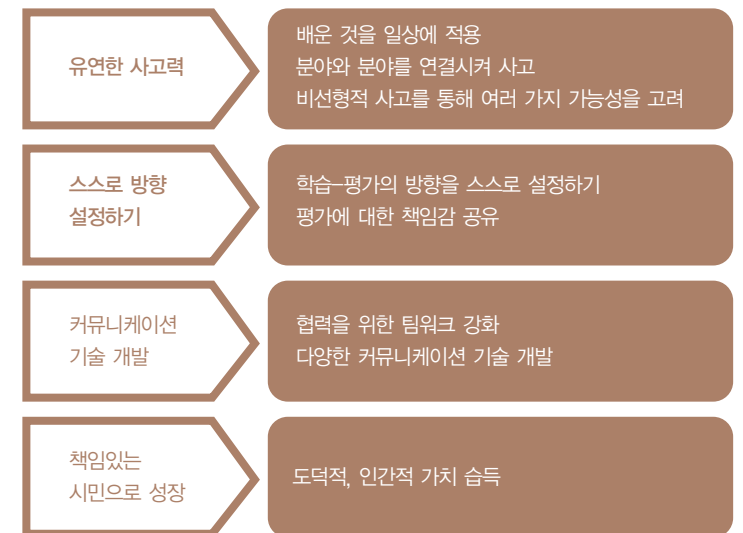 유연한 사고력
배운 것을 일상에 적용
분야와 분야를 연결시켜 사고
비선형적 사고를 통해 여러 가지 가능성을 고려
스스로 방향
설정하기
학습-평가의 방향을 스스로 설정하기
평가에 대한 책임감 공유
커뮤니케이션
기술 개발
협력을 위한 팀워크 강화
다양한 커뮤니케이션 기술 개발
책임있는
시민으로 성장
도덕적, 인간적 가치 습득